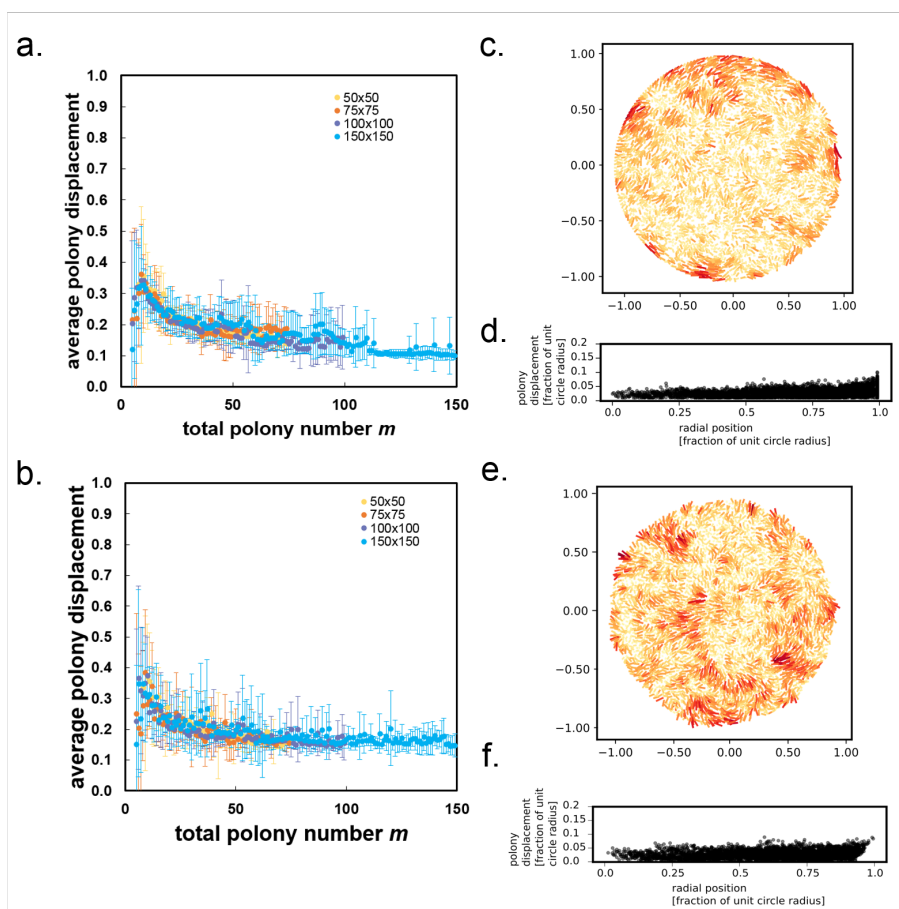 a.
1.0
0.9
0.8
0.7
0.6
0.5
0.4
0.3
0.2
0.1
0.0
average polony displacement
50x50
75x75
100x100
150x150
0
50
100
150
total polony number m
b.
1.0
0.9
0.8
0.7
0.6
0.5
0.4
0.3
0.2
0.1
0.0
average polony displacement
50x50
75x75
100x100
150x150
0
50
100
150
total polony number m
c.
1.00
0.50
0.00
−0.50
−1.00
-1.00
-0.50
0.00
0.50
1.00
d.
polony
displacement
[fraction of unit
circle radius]
0.2
0.15
0.1
0.05
0.0
0.0
0.25
0.50
0.75
1.0
radial position
[fraction of unit circle radius]
e.
1.00
0.50
0.00
−0.50
−1.00
-1.00
-0.50
0.00
0.50
1.00
f.
polony
displacement
[fraction of unit
circle radius]
0.2
0.15
0.1
0.05
0.0
0.0
0.25
0.50
0.75
1.0
radial position
[fraction of unit circle radius]